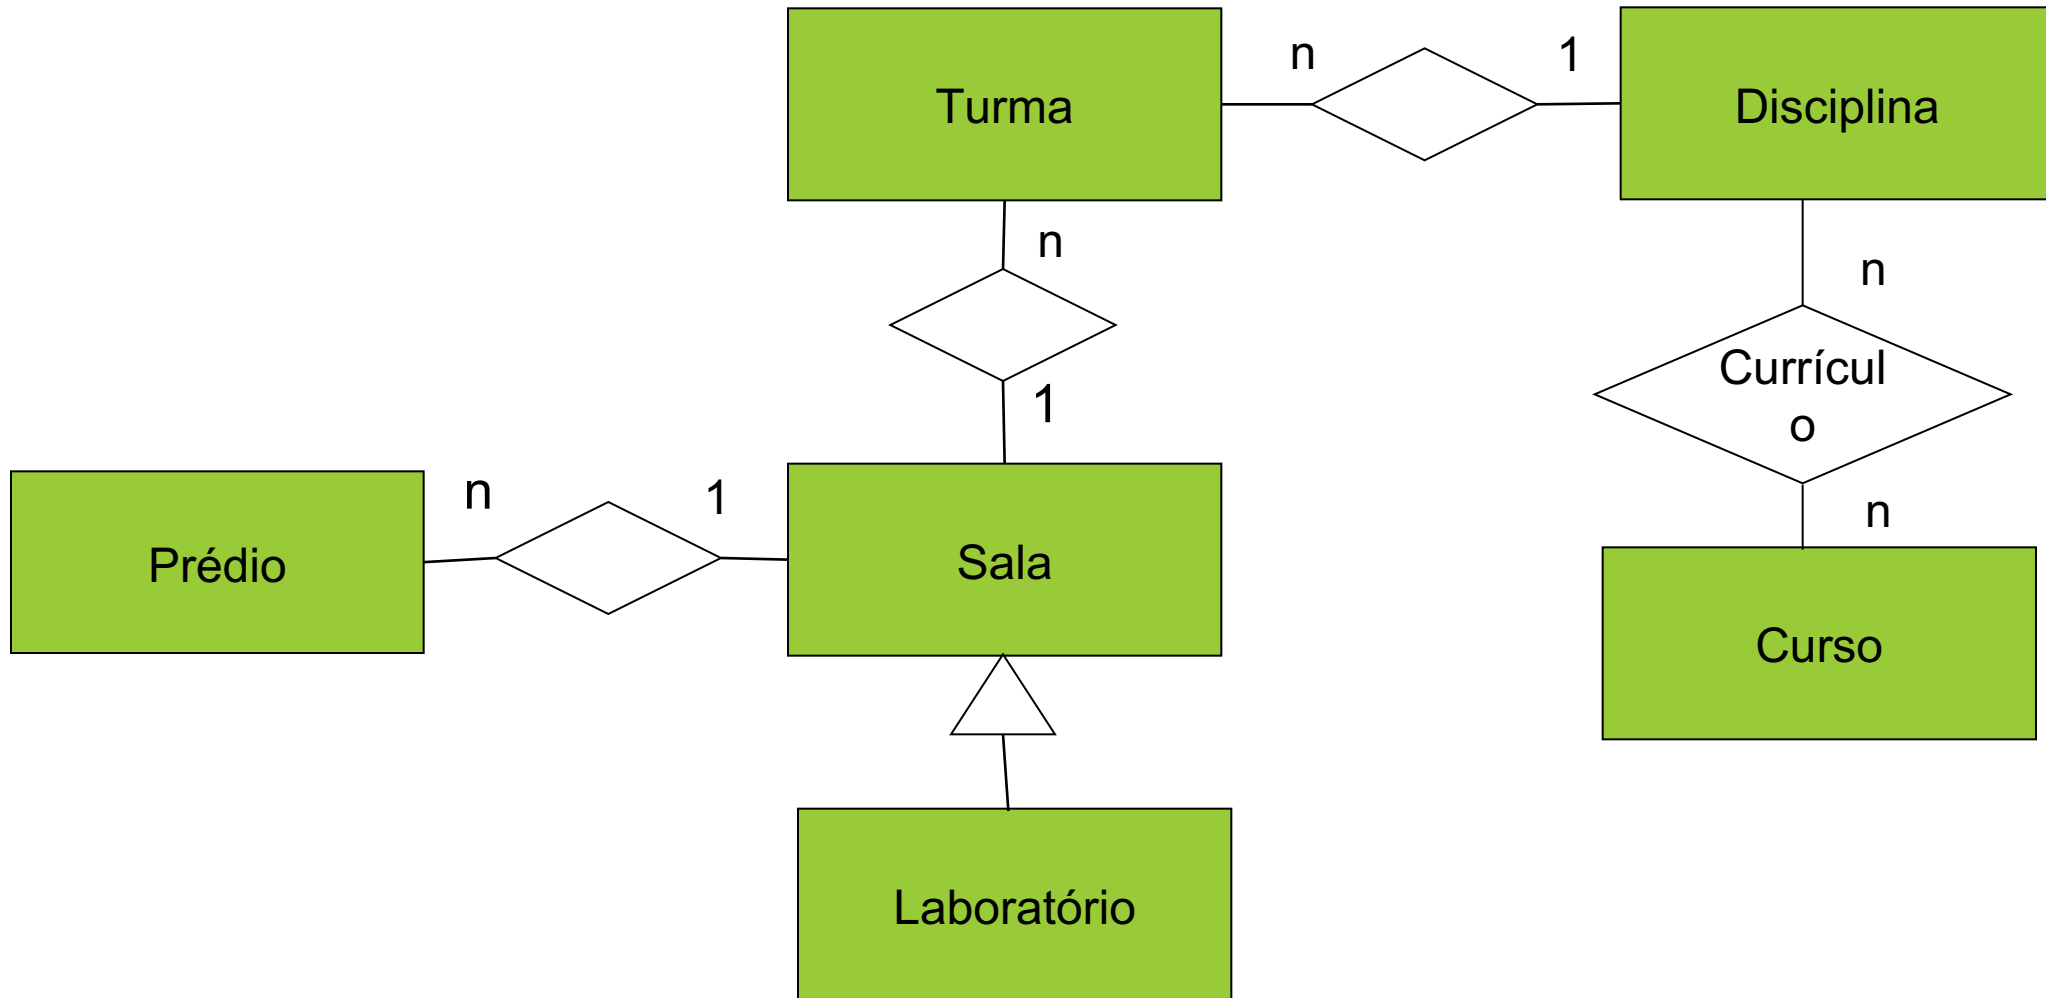 Turma
n
1
Disciplina
n
1
n
Currícul
o
n
Prédio
n
1
Sala
Curso
Laboratório